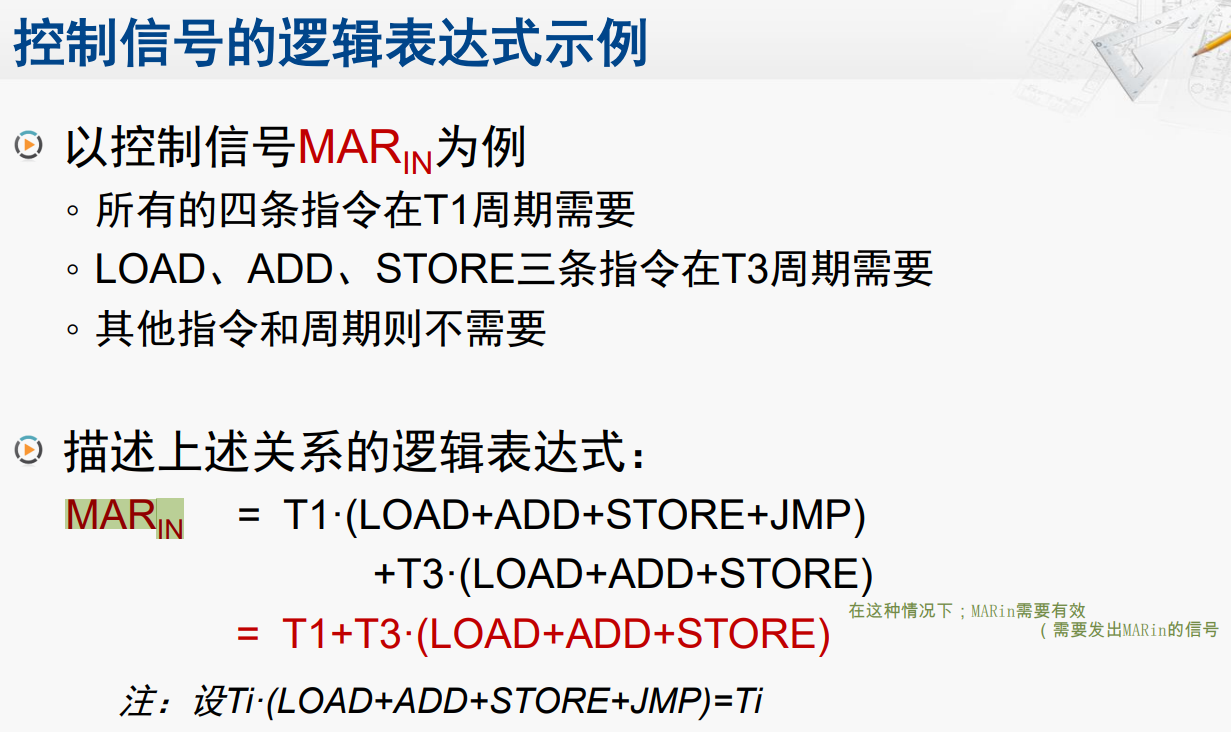 控制信号的逻辑表达式示例
以控制信号MARIN为例
所有的四条指令在T1周期需要
LOAD、ADD、STORE三条指令在T3周期需要
其他指令和周期则不需要
描述上述关系的逻辑表达式：
MARIN = T1·(LOAD+ADD+STORE+JMP)
+T3·(LOAD+ADD+STORE)
= T1+T3·(LOAD+ADD+STORE)
在这种情况下；MARin需要有效
（需要发出MARin的信号
注：设Ti·(LOAD+ADD+STORE+JMP)=Ti